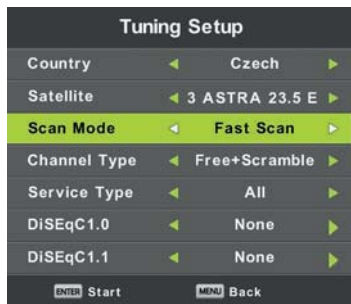 Tuning Setup
Country Czech
Satellite 3 ASTRA 23.5 E
Scan Mode Fast Scan
Channel Type Free+Scramble
Service Type All
DiSEqC1.0 None
DiSEqC1.1 None
ENTER Start MENU Back